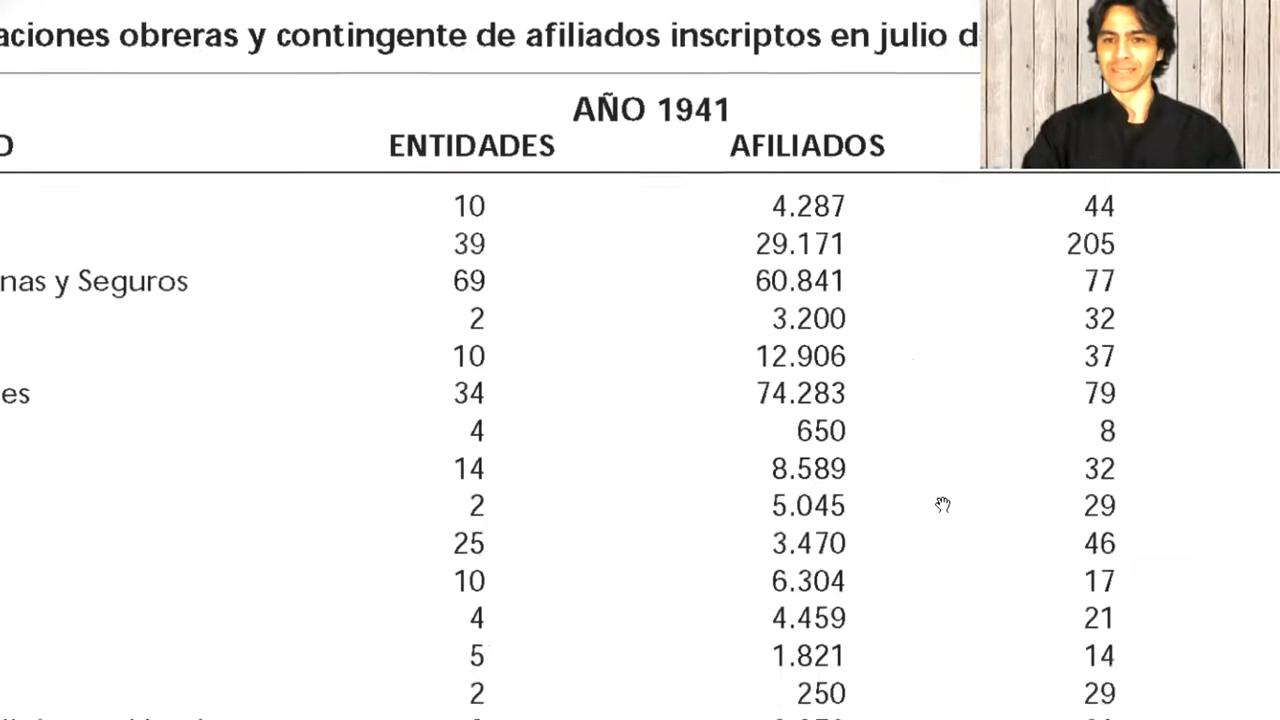 aciones obreras y contingente de afiliados inscriptos en julio d
AÑO 1941
ENTIDADES AFILIADOS
10 4.287 44
39 29.171 205
nas y Seguros 69 60.841 77
2 3.200 32
10 12.906 37
es 34 74.283 79
4 650 8
14 8.589 32
2 5.045 29
25 3.470 46
10 6.304 17
4 4.459 21
5 1.821 14
2 250 29